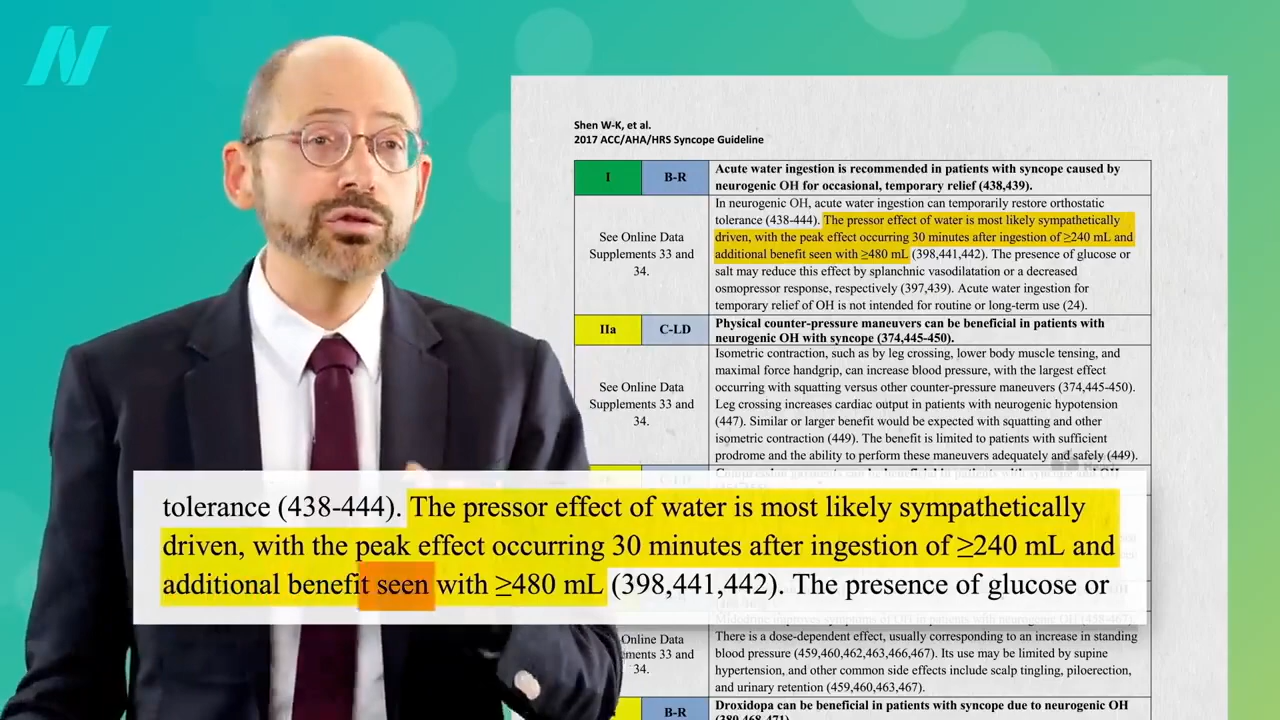 Shen W-K, et al.
2017 ACC/AHA/HRS Syncope Guideline
I
B-R
Acute water ingestion is recommended in patients with syncope caused by
neurogenic OH for occasional, temporary relief (438,439).
See Online Data
Supplements 33 and
34.
In neurogenic OH, acute water ingestion can temporarily restore orthostatic
tolerance (438-444). The pressor effect of water is most likely sympathetically
driven, with the peak effect occurring 30 minutes after ingestion of ≥240 mL and
additional benefit seen with ≥480 mL (398,441,442). The presence of glucose or
salt may reduce this effect by splanchnic vasodilatation or a decreased
osmopressor response, respectively (397,439). Acute water ingestion for
temporary relief of OH is not intended for routine or long-term use (24).
IIa
C-LD
Physical counter-pressure maneuvers can be beneficial in patients with
neurogenic OH with syncope (374,445-450).
See Online Data
Supplements 33 and
34.
Isometric contraction, such as by leg crossing, lower body muscle tensing, and
maximal force handgrip, can increase blood pressure, with the largest effect
occurring with squatting versus other counter-pressure maneuvers (374,445-450).
Leg crossing increases cardiac output in patients with neurogenic hypotension
(447). Similar or larger benefit would be expected with squatting and other
isometric contraction (449). The benefit is limited to patients with sufficient
prodrome and the ability to perform these maneuvers adequately and safely (449).
tolerance (438-444). The pressor effect of water is most likely sympathetically
driven, with the peak effect occurring 30 minutes after ingestion of ≥240 mL and
additional benefit seen with ≥480 mL (398,441,442). The presence of glucose or
Online Data
ments 33 and
34.
There is a dose-dependent effect, usually corresponding to an increase in standing
blood pressure (459,460,462,463,466,467). Its use may be limited by supine
hypertension, and other common side effects include scalp tingling, piloerection,
and urinary retention (459,460,463,467).
B-R
Droxidopa can be beneficial in patients with syncope due to neurogenic OH